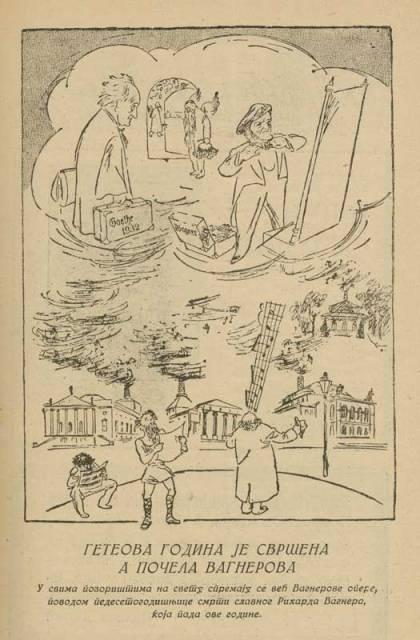 Goethe
1932
Wagner
ГЕТЕОВА ГОДИНА ЈЕ СВРШЕНА
А ПОЧЕЛА ВАГНЕРОВА
У свима позориштима на свету спремају се већ Вагнерове опере,
поводом педесетогодишњице смрти славног Рихарда Вагнера,
која пада ове године.